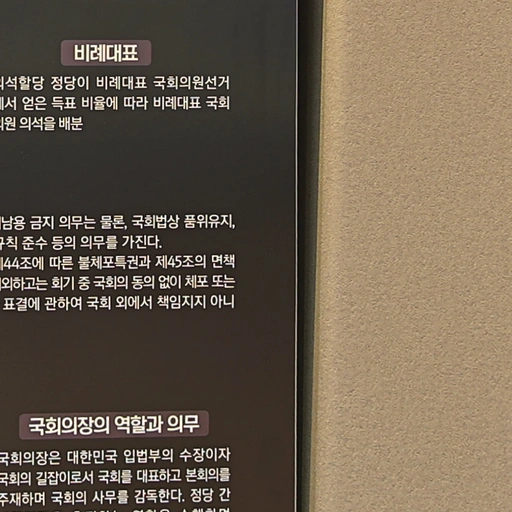 비례대표
의석할당 정당이 비례대표 국회의원선거
에서 얻은 득표 비율에 따라 비례대표 국회
의원 의석을 배분
남용 금지 의무는 물론, 국회법상 품위유지,
규칙 준수 등의 의무를 가진다.
제44조에 따른 불체포특권과 제45조의 면책
제외하고는 회기 중 국회의 동의 없이 체포 또는
표결에 관하여 국회 외에서 책임지지 아니
국회의장의 역할과 의무
국회의장은 대한민국 입법부의 수장이자
국회의 길잡이로서 국회를 대표하고 본회의를
주재하며 국회의 사무를 감독한다. 정당 간